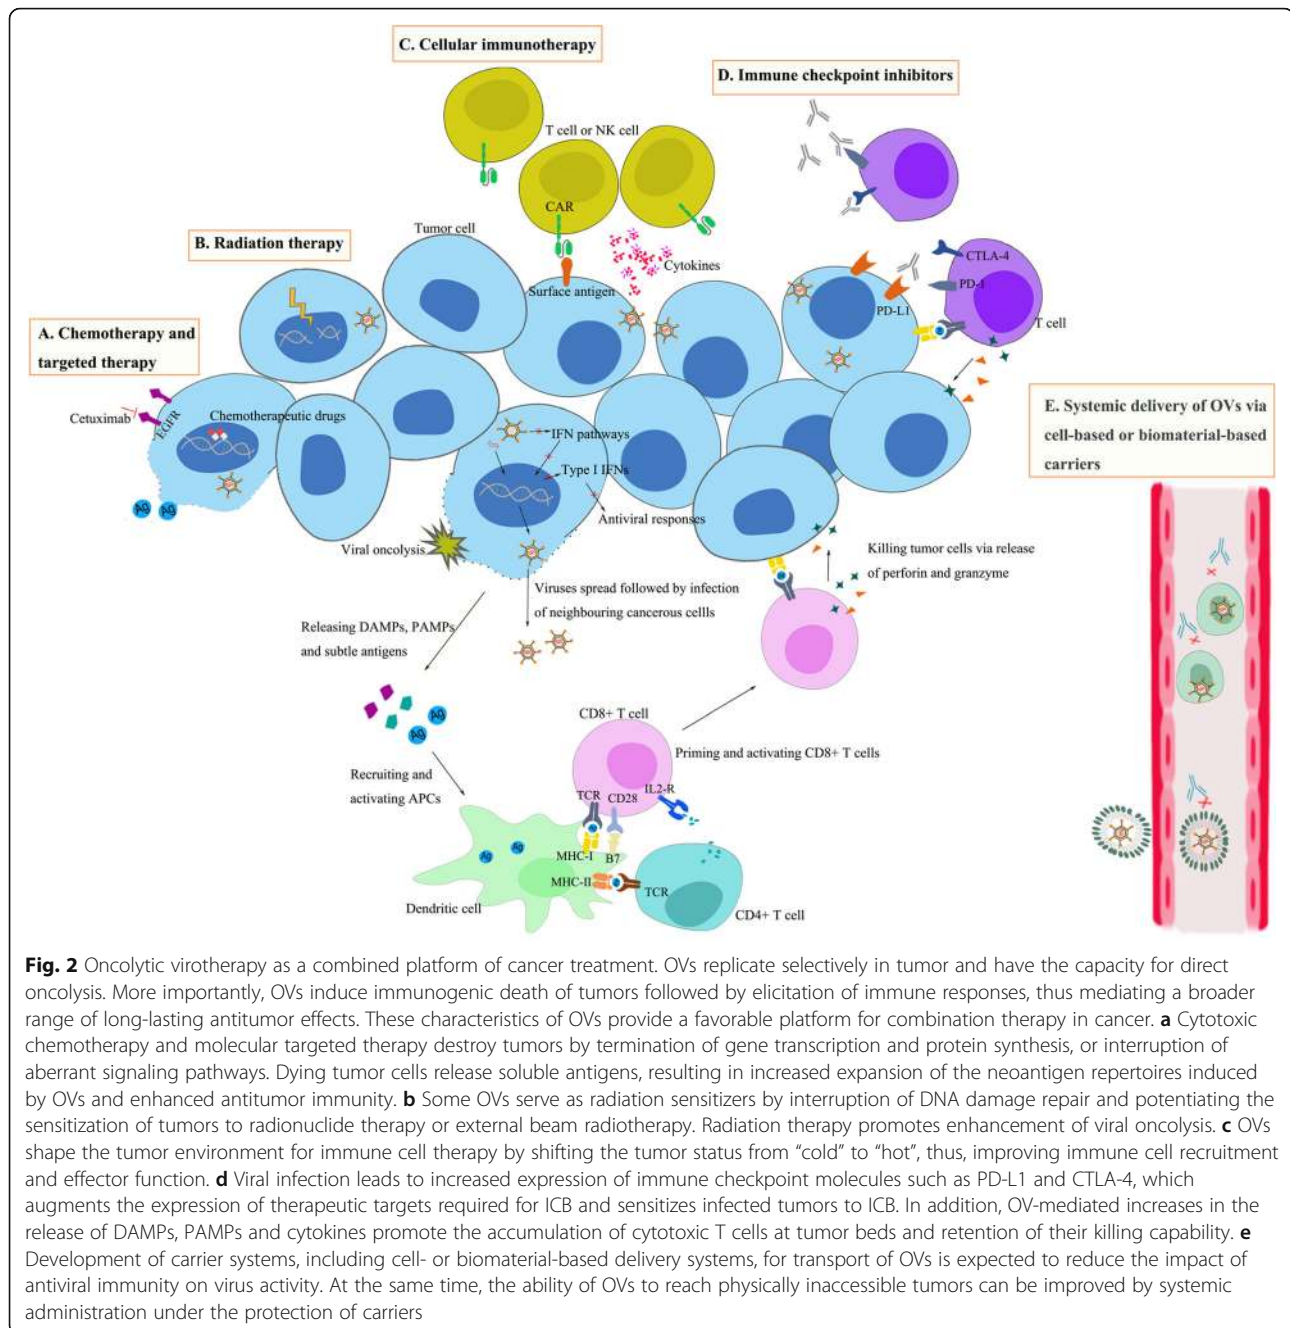 C. Cellular immunotherapy
D. Immune checkpoint inhibitors
T cell or NK cell
CAR
Tumor cell
B. Radiation therapy
Cytokines
CTLA-4
Surface antigen
PD-1
PD-L1
T cell
A. Chemotherapy and
targeted therapy
Cetuximab
EGFR
Chemotherapeutic drugs
IFN pathways
Type I IFNs
Antiviral responses
Ag
Ag
E. Systemic delivery of OVs via
cell-based or biomaterial-based
carriers
Viral oncolysis
Killing tumor cells via release
of perforin and granzyme
Viruses spread followed by infection
of neighbouring cancerous cellls
Releasing DAMPs, PAMPs
and subtle antigens
Ag
Ag
CD8+ T cell
Priming and activating CD8+ T cells
Recruiting and
activating APCs
TCR
CD28
IL2-R
Ag
Ag
MHC-I
B7
MHC-II
TCR
Dendritic cell
CD4+ T cell
Fig. 2 Oncolytic virotherapy as a combined platform of cancer treatment. OVs replicate selectively in tumor and have the capacity for direct
oncolysis. More importantly, OVs induce immunogenic death of tumors followed by elicitation of immune responses, thus mediating a broader
range of long-lasting antitumor effects. These characteristics of OVs provide a favorable platform for combination therapy in cancer. a Cytotoxic
chemotherapy and molecular targeted therapy destroy tumors by termination of gene transcription and protein synthesis, or interruption of
aberrant signaling pathways. Dying tumor cells release soluble antigens, resulting in increased expansion of the neoantigen repertoires induced
by OVs and enhanced antitumor immunity. b Some OVs serve as radiation sensitizers by interruption of DNA damage repair and potentiating the
sensitization of tumors to radionuclide therapy or external beam radiotherapy. Radiation therapy promotes enhancement of viral oncolysis. c OVs
shape the tumor environment for immune cell therapy by shifting the tumor status from “cold” to “hot”, thus, improving immune cell recruitment
and effector function. d Viral infection leads to increased expression of immune checkpoint molecules such as PD-L1 and CTLA-4, which
augments the expression of therapeutic targets required for ICB and sensitizes infected tumors to ICB. In addition, OV-mediated increases in the
release of DAMPs, PAMPs and cytokines promote the accumulation of cytotoxic T cells at tumor beds and retention of their killing capability. e
Development of carrier systems, including cell- or biomaterial-based delivery systems, for transport of OVs is expected to reduce the impact of
antiviral immunity on virus activity. At the same time, the ability of OVs to reach physically inaccessible tumors can be improved by systemic
administration under the protection of carriers